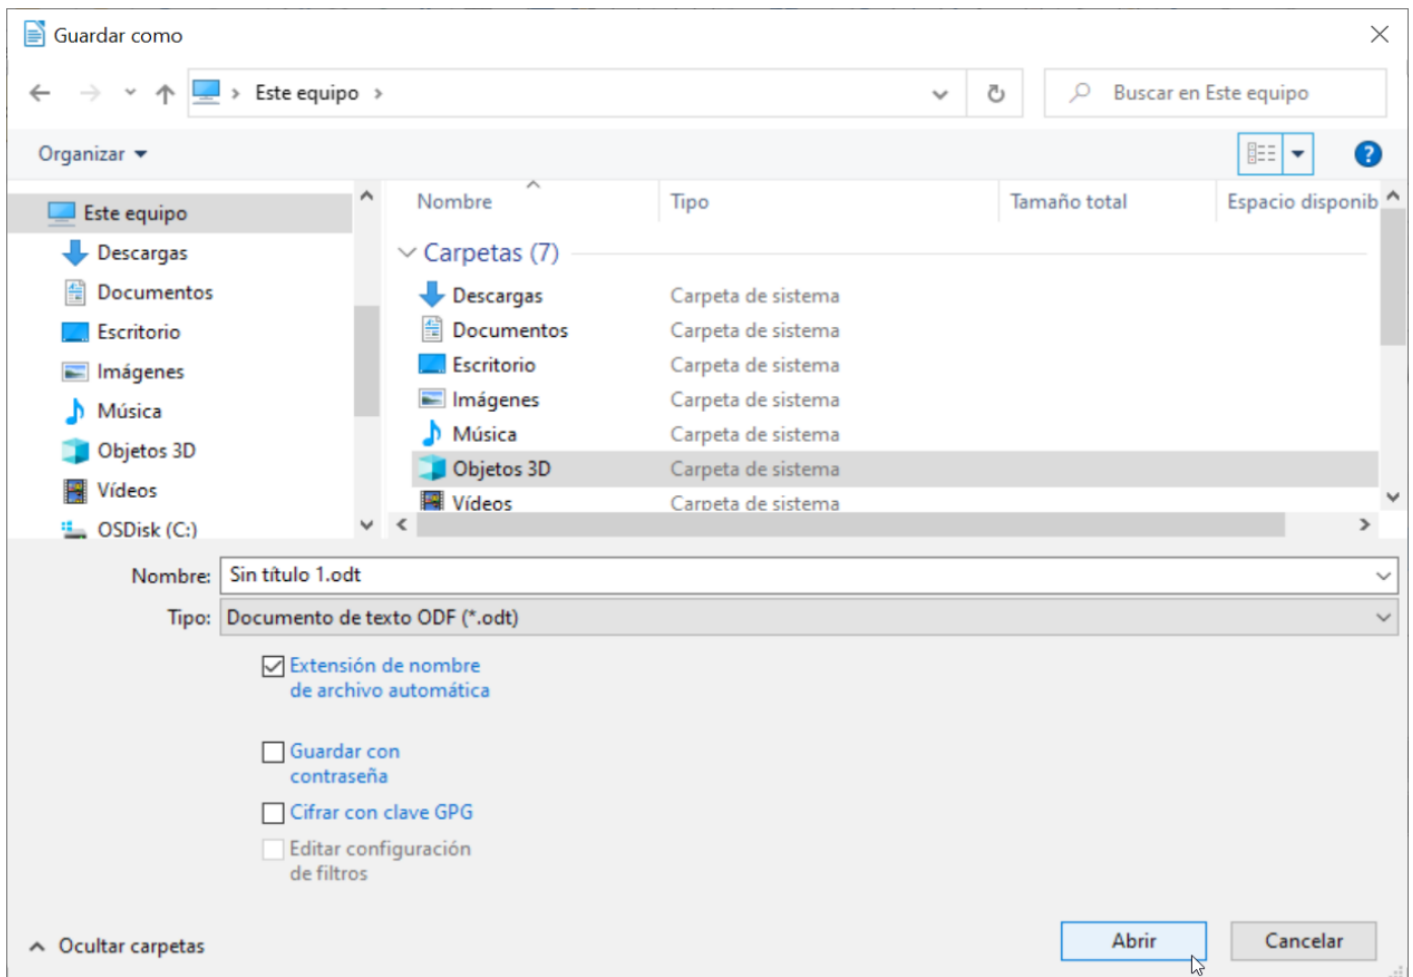 Guardar como
Este equipo
Buscar en Este equipo
Organizar
?
Este equipo
Descargas
Documentos
Escritorio
Imágenes
Música
Objetos 3D
Vídeos
OSDisk (C:)
Nombre Tipo Tamaño total Espacio disponib
Carpetas (7)
Descargas Carpeta de sistema
Documentos Carpeta de sistema
Escritorio Carpeta de sistema
Imágenes Carpeta de sistema
Música Carpeta de sistema
Objetos 3D Carpeta de sistema
Vídeos Carpeta de sistema
Nombre: Sin título 1.odt
Tipo: Documento de texto ODF (*.odt)
Extensión de nombre
de archivo automática
Guardar con
contraseña
Cifrar con clave GPG
Editar configuración
de filtros
Ocultar carpetas
Abrir
Cancelar